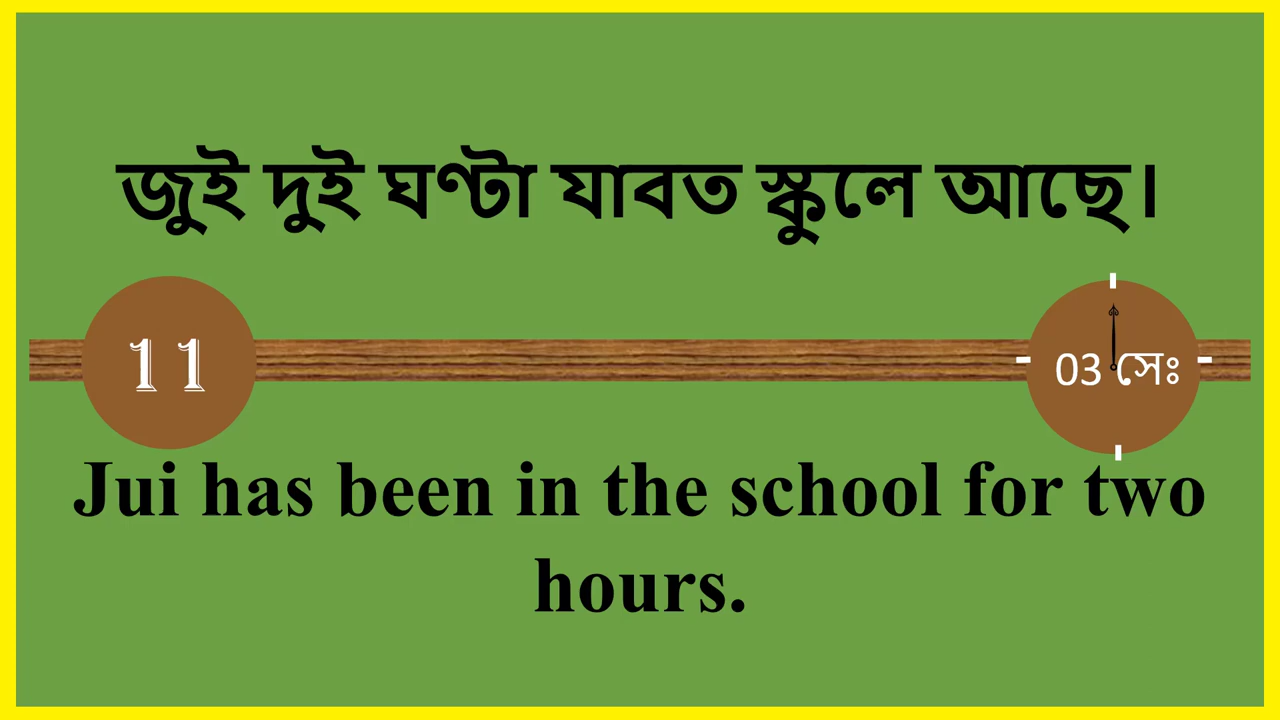 জুই দুই ঘণ্টা যাবত স্কুলে আছে।
11
03 সেঃ
Jui has been in the school for two
hours.